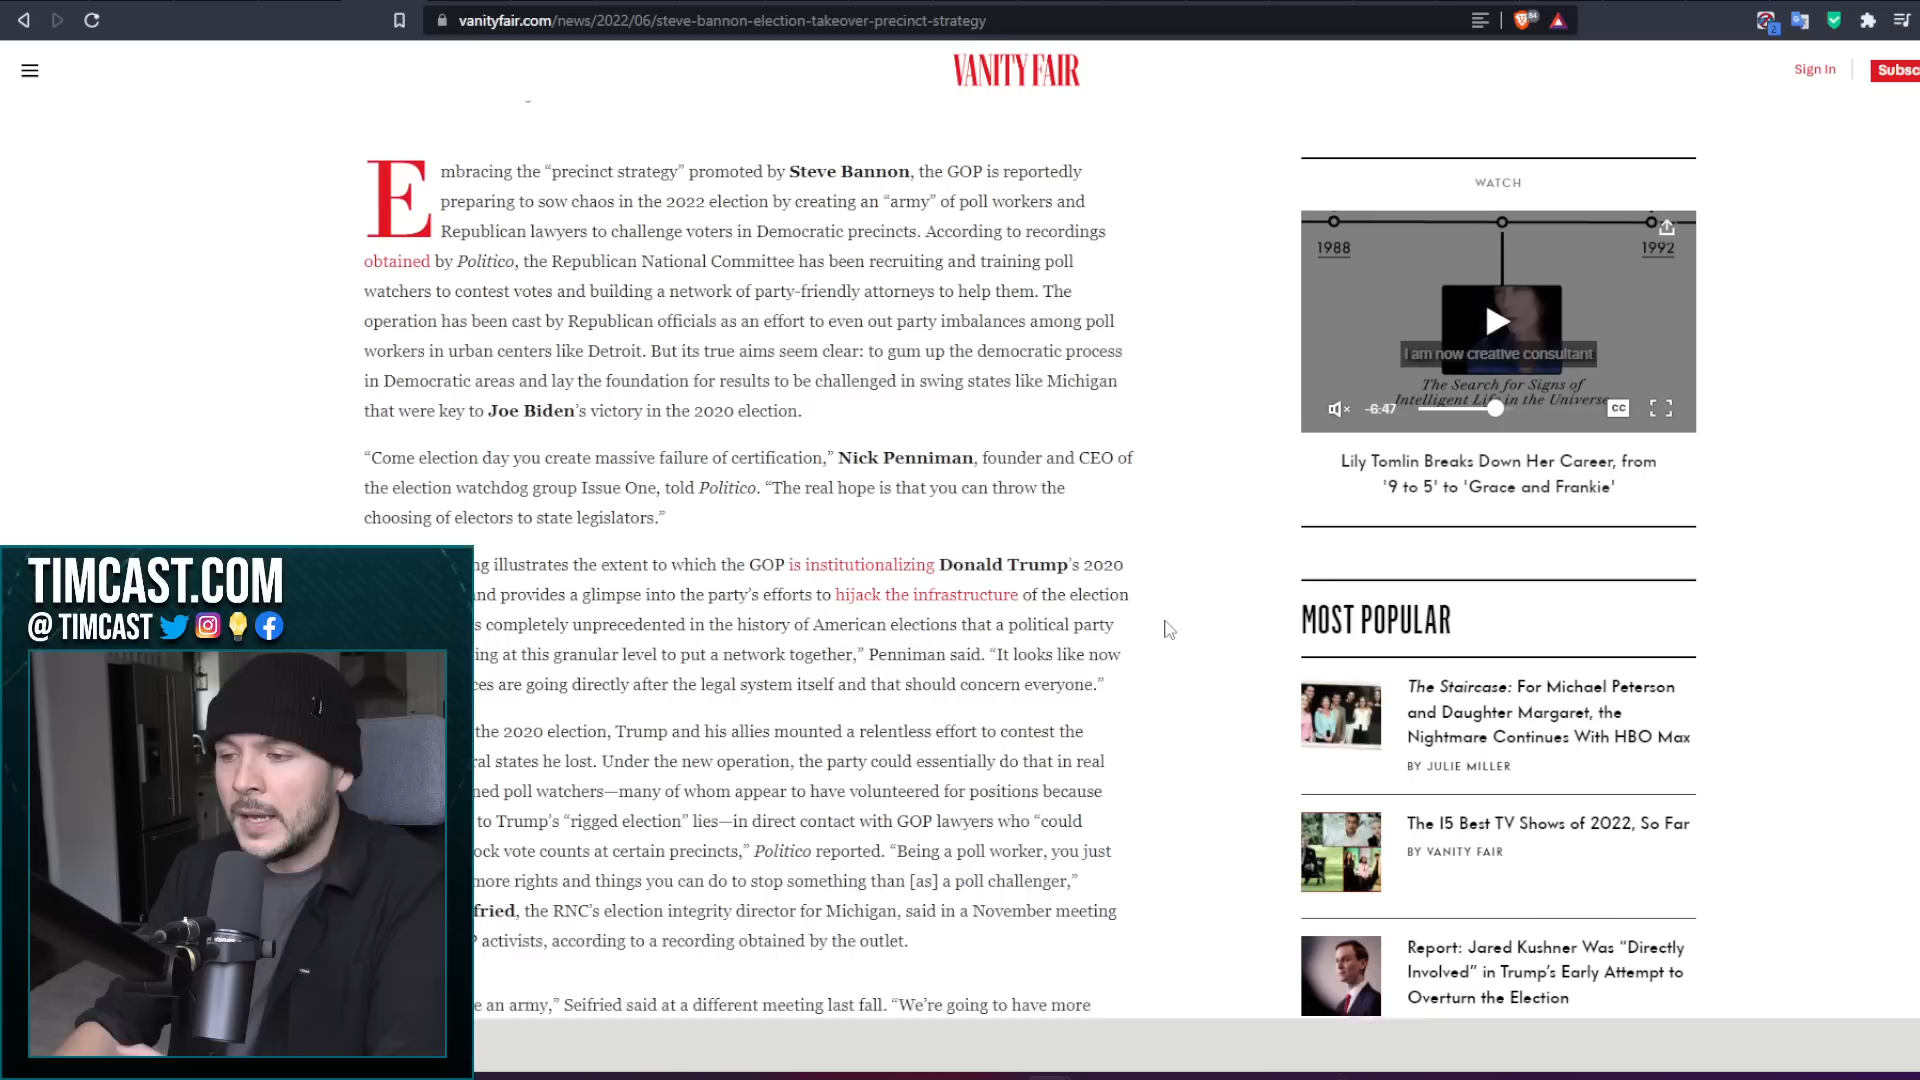 vanityfair.com/news/2022/06/steve-bannon-election-takeover-precinct-strategy
84
2
VANITY FAIR
Sign In
Subsc
Embracing the “precinct strategy” promoted by Steve Bannon, the GOP is reportedly
preparing to sow chaos in the 2022 election by creating an “army” of poll workers and
Republican lawyers to challenge voters in Democratic precincts. According to recordings
obtained by Politico, the Republican National Committee has been recruiting and training poll
watchers to contest votes and building a network of party-friendly attorneys to help them. The
operation has been cast by Republican officials as an effort to even out party imbalances among poll
workers in urban centers like Detroit. But its true aims seem clear: to gum up the democratic process
in Democratic areas and lay the foundation for results to be challenged in swing states like Michigan
that were key to Joe Biden’s victory in the 2020 election.
“Come election day you create massive failure of certification,” Nick Penniman, founder and CEO of
the election watchdog group Issue One, told Politico. “The real hope is that you can throw the
choosing of electors to state legislators.”
ng illustrates the extent to which the GOP is institutionalizing Donald Trump’s 2020
nd provides a glimpse into the party’s efforts to hijack the infrastructure of the election
s completely unprecedented in the history of American elections that a political party
ing at this granular level to put a network together,” Penniman said. “It looks like now
ces are going directly after the legal system itself and that should concern everyone.”
the 2020 election, Trump and his allies mounted a relentless effort to contest the
ral states he lost. Under the new operation, the party could essentially do that in real
ned poll watchers—many of whom appear to have volunteered for positions because
to Trump’s “rigged election” lies—in direct contact with GOP lawyers who “could
ock vote counts at certain precincts,” Politico reported. “Being a poll worker, you just
more rights and things you can do to stop something than [as] a poll challenger,”
fried, the RNC’s election integrity director for Michigan, said in a November meeting
P activists, according to a recording obtained by the outlet.
e an army,” Seifried said at a different meeting last fall. “We’re going to have more
WATCH
1988
1992
I am now creative consultant
The Search for Signs of
Intelligent Life in the Universe
-6:47
CC
Lily Tomlin Breaks Down Her Career, from
'9 to 5' to 'Grace and Frankie'
MOST POPULAR
The Staircase: For Michael Peterson
and Daughter Margaret, the
Nightmare Continues With HBO Max
BY JULIE MILLER
The 15 Best TV Shows of 2022, So Far
BY VANITY FAIR
Report: Jared Kushner Was “Directly
Involved” in Trump’s Early Attempt to
Overturn the Election
TIMCAST.COM
@ TIMCAST